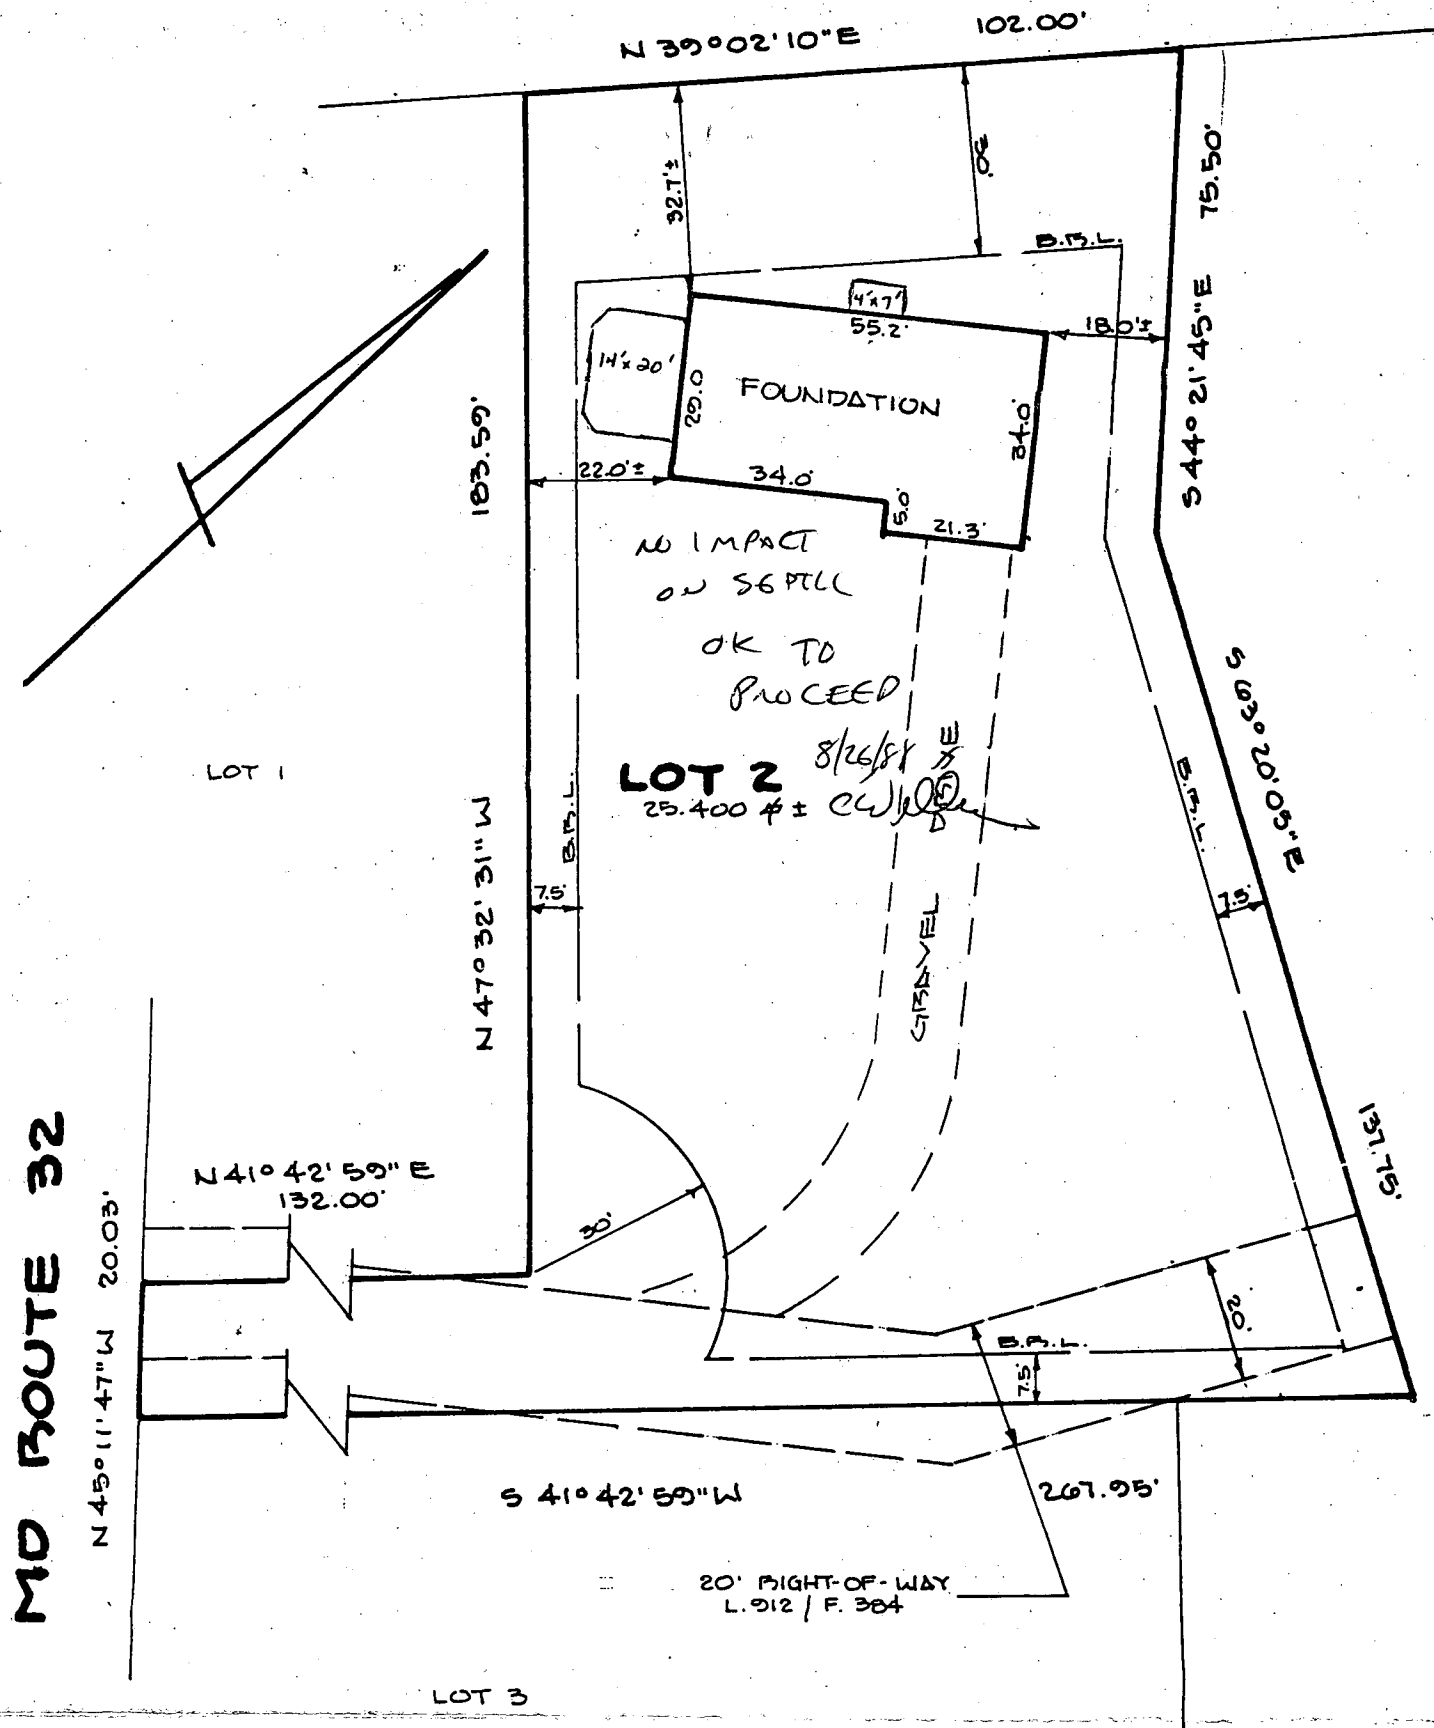 N 39°02'10"E 102.00'
32.7'±
30'
75.50'
S 44° 21' 45"E
B.R.L.
4'x7'
55.2'
18.0'±
14'x20'
29.0
FOUNDATION
34.0'
183.59'
22.0'±
34.0'
5.0'
21.3'
NO IMPACT
ON SEPTIC
OK TO
PROCEED
8/26/88
LOT 2
25.400 ±
LOT 1
N 47°32' 31"W
B.R.L.
7.5'
GRAVEL
S 63° 20' 05"E
B.R.L.
7.5'
137.75'
MD ROUTE 32
N 45°11' 47"W 20.03'
N 41° 42' 59" E
132.00'
30'
B.R.L.
7.5'
20'
S 41° 42' 59"W
267.95'
20' RIGHT-OF-WAY
L.912 / F. 384
LOT 3